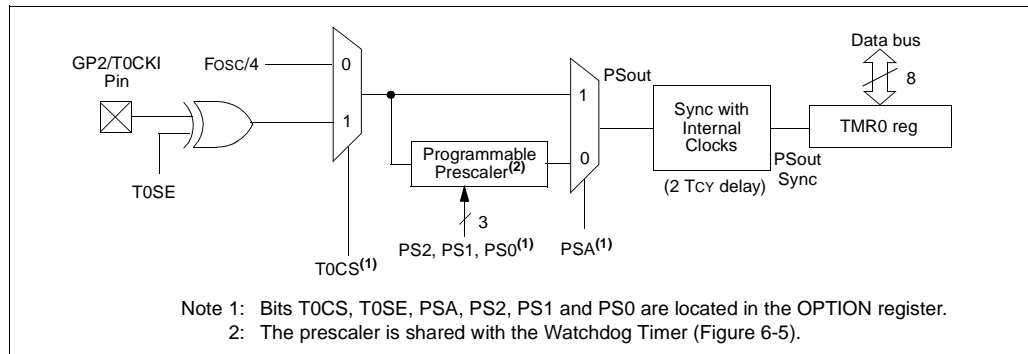 GP2/T0CKI
Pin
FOSC/4
0
1
T0SE
T0CS(1)
Programmable
Prescaler(2)
3
PS2, PS1, PS0(1)
1
0
PSA(1)
PSout
Sync with
Internal
Clocks
(2 TCY delay)
PSout
Sync
Data bus
8
TMR0 reg
Note 1: Bits T0CS, T0SE, PSA, PS2, PS1 and PS0 are located in the OPTION register.
2: The prescaler is shared with the Watchdog Timer (Figure 6-5).